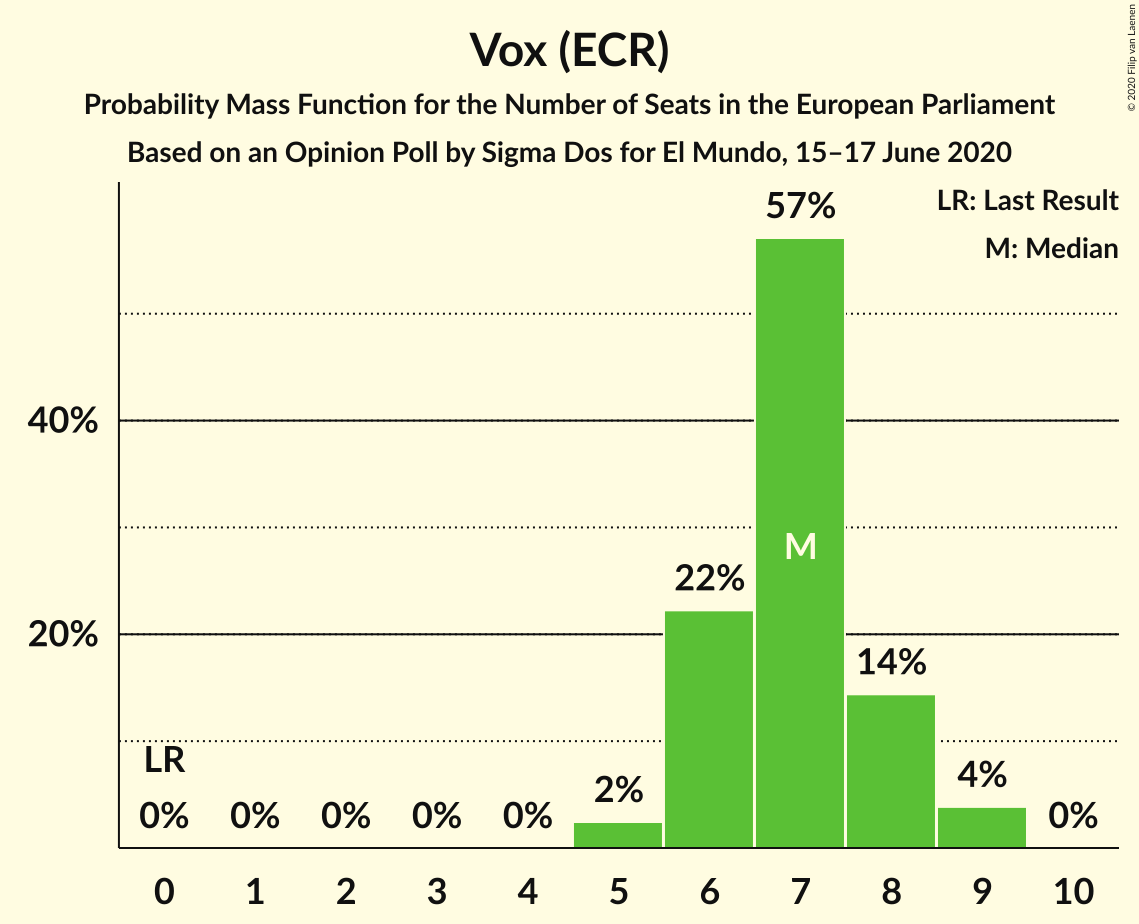 Vox (ECR)
Probability Mass Function for the Number of Seats in the European Parliament
Based on an Opinion Poll by Sigma Dos for El Mundo, 15–17 June 2020
© 2020 Filip van Laenen
LR: Last Result
M: Median
57%
40%
M
22%
20%
14%
LR
4%
2%
0% 0% 0% 0% 0% 0%
0 1 2 3 4 5 6 7 8 9 10